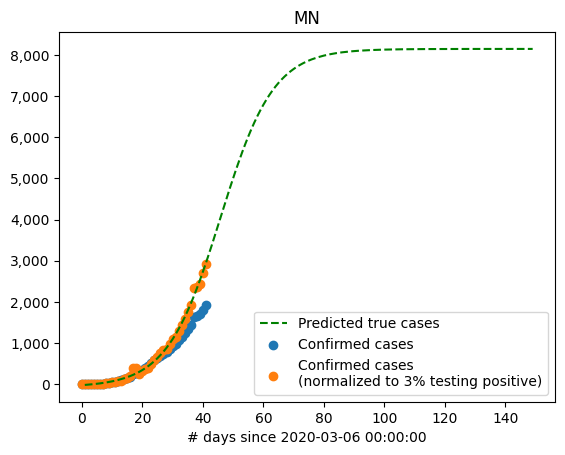 MN
8,000
7,000
6,000
5,000
4,000
3,000
2,000
1,000
0
Predicted true cases
Confirmed cases
Confirmed cases
(normalized to 3% testing positive)
0 20 40 60 80 100 120 140
# days since 2020-03-06 00:00:00